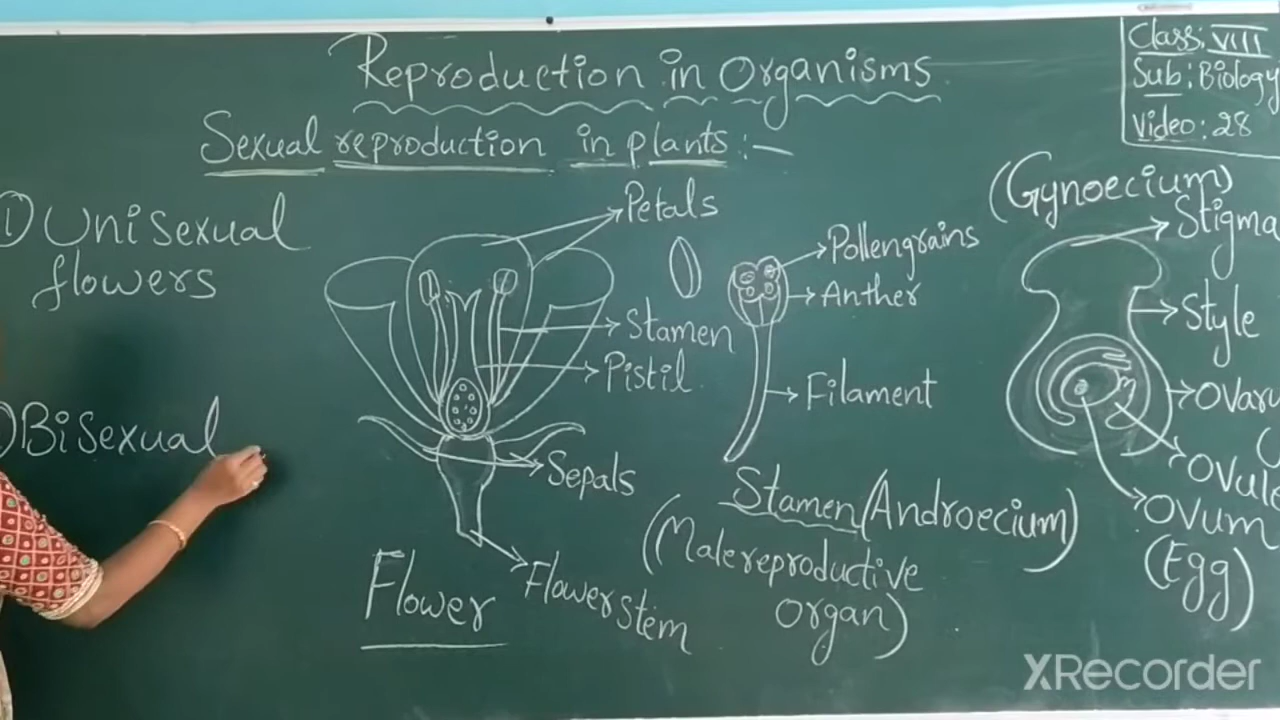 Reproduction in Organisms
Class: VIII
Sub: Biology
Video: 28
Sexual reproduction in plants:-
① Unisexual
flowers
Bisexual
Petals
Stamen
Pistil
Sepals
Flower stem
Flower
Pollengrains
Anther
Filament
Stamen (Androecium)
(Male reproductive
organ)
(Gynoecium)
Stigma
Style
Ovary
Ovule
Ovum
(Egg)
XRecorder